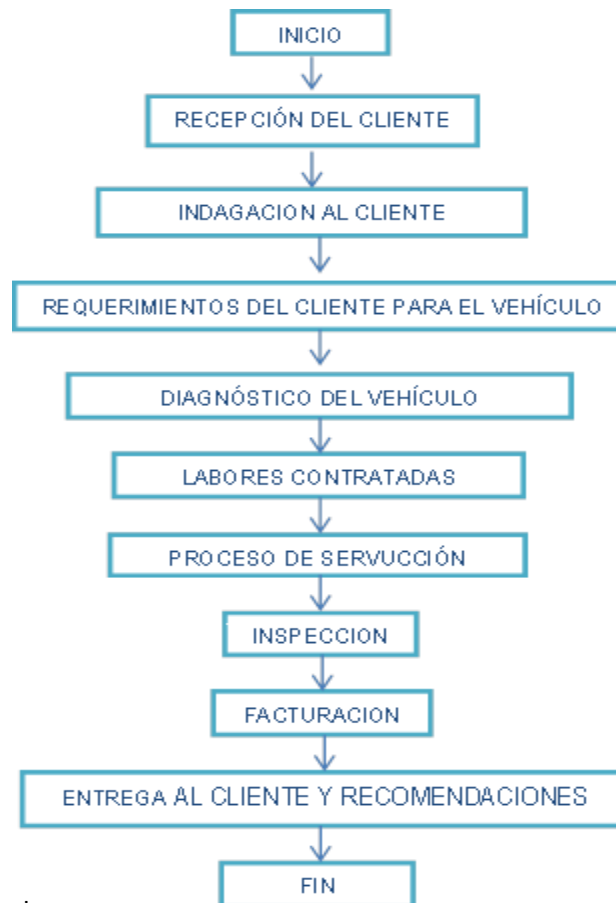 INICIO
RECEPCIÓN DEL CLIENTE
INDAGACION AL CLIENTE
REQUERIMIENTOS DEL CLIENTE PARA EL VEHÍCULO
DIAGNÓSTICO DEL VEHÍCULO
LABORES CONTRATADAS
PROCESO DE SERVUCCIÓN
INSPECCION
FACTURACION
ENTREGA AL CLIENTE Y RECOMENDACIONES
FIN